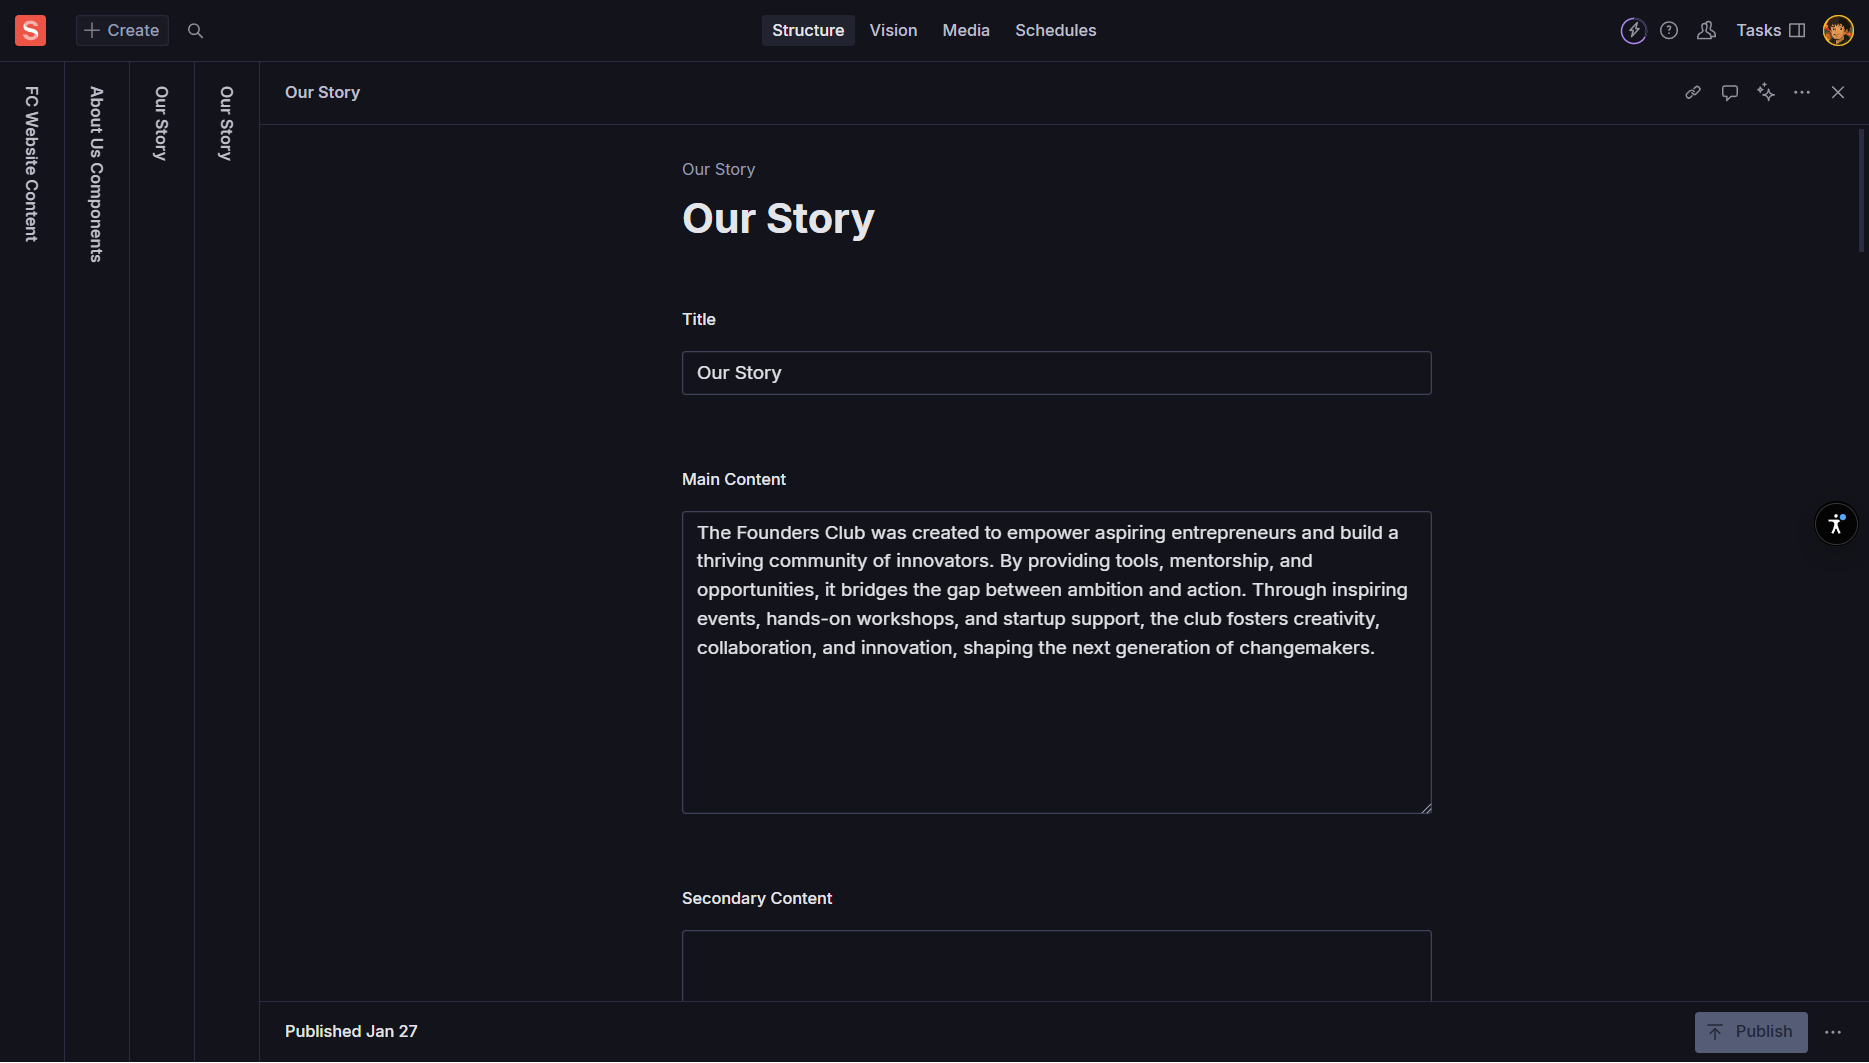 S
Create
Structure
Vision
Media
Schedules
Tasks
FC Website Content
About Us Components
Our Story
Our Story
Our Story
Our Story
Our Story
Title
Our Story
Main Content
The Founders Club was created to empower aspiring entrepreneurs and build a
thriving community of innovators. By providing tools, mentorship, and
opportunities, it bridges the gap between ambition and action. Through inspiring
events, hands-on workshops, and startup support, the club fosters creativity,
collaboration, and innovation, shaping the next generation of changemakers.
Secondary Content
Published Jan 27
Publish